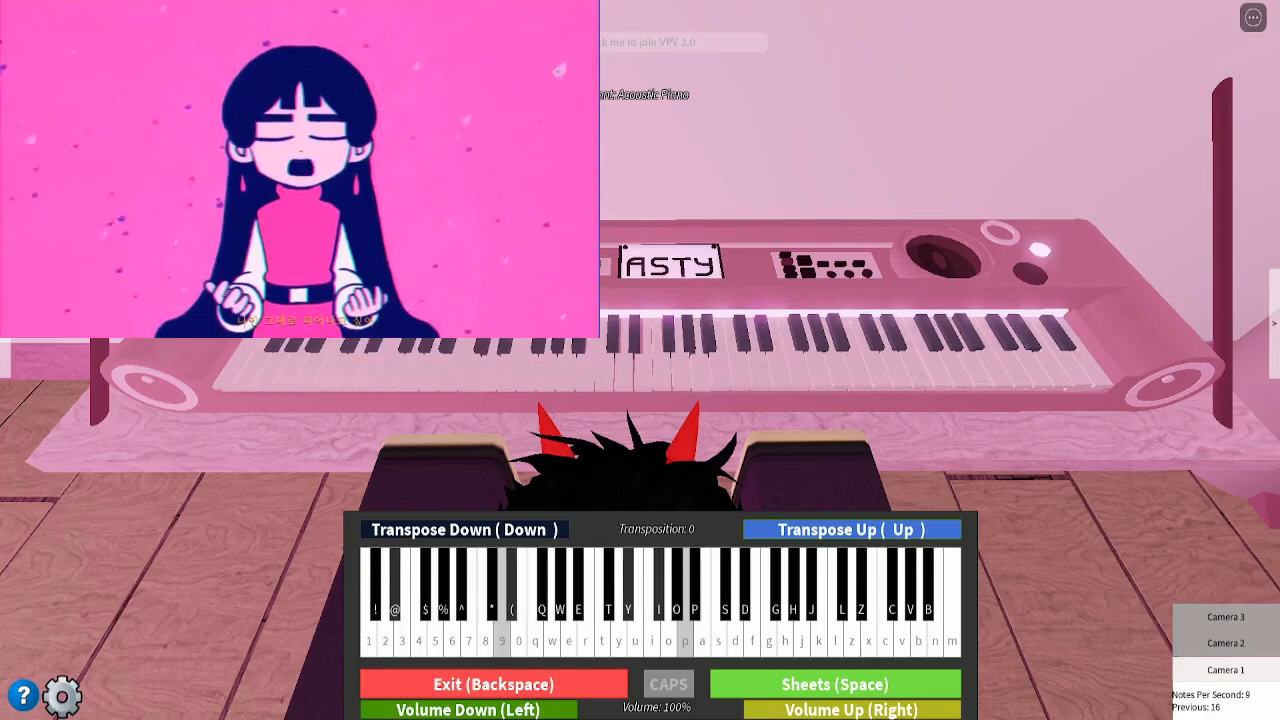 me to join VPV 2.0
Acoustic Piano
ASTY
Transpose Down ( Down )
Transposition: 0
Transpose Up ( Up )
! @ $ % ^ * ( Q W E T Y I O P S D G H J L Z C V B
1 2 3 4 5 6 7 8 9 0 q w e r t y u i o p a s d f g h j k l z x c v b n m
Exit (Backspace)
CAPS
Sheets (Space)
Volume Down (Left)
Volume: 100%
Volume Up (Right)
?
>
Camera 3
Camera 2
Camera 1
Notes Per Second: 9
Previous: 16